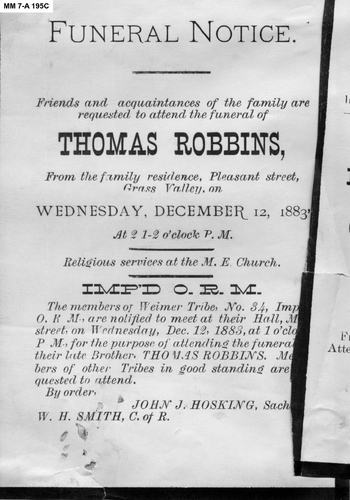 MM 7-A 195C
FUNERAL NOTICE.
Friends and acquaintances of the family are
requested to attend the funeral of
THOMAS ROBBINS,
From the family residence, Pleasant street,
Grass Valley, on
WEDNESDAY, DECEMBER 12, 1883,
At 2 1-2 o'clock P. M.
Religious services at the M. E. Church.
IMP'D O. R. M.
The members of Weimer Tribe, No. 34, Imp
O. R M, are notified to meet at their Hall, M
street, on Wednesday, Dec. 12, 1883, at 1 o'clo
P M, for the purpose of attending the funera
their late Brother, THOMAS ROBBINS. Me
bers of other Tribes in good standing are
quested to attend.
By order,
JOHN J. HOSKING, Sach
W. H. SMITH, C. of R.
Atte